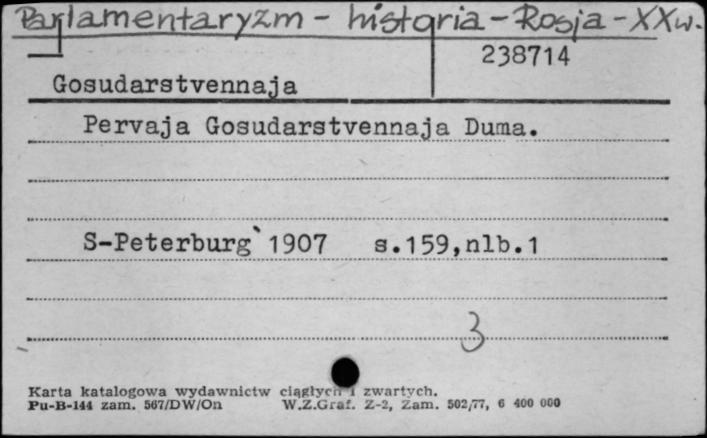 Parlamentaryzm - historia - Rosja - XX w.
238714
Gosudarstvennaja
Pervaja Gosudarstvennaja Duma.
S-Peterburg` 1907 s.159,nlb.1
3
Karta katalogowa wydawnictw ciągłych i zwartych.
Pu-B-144 zam. 567/DW/On W.Z.Graf. Z-2, Zam. 502/77, 6 400 000